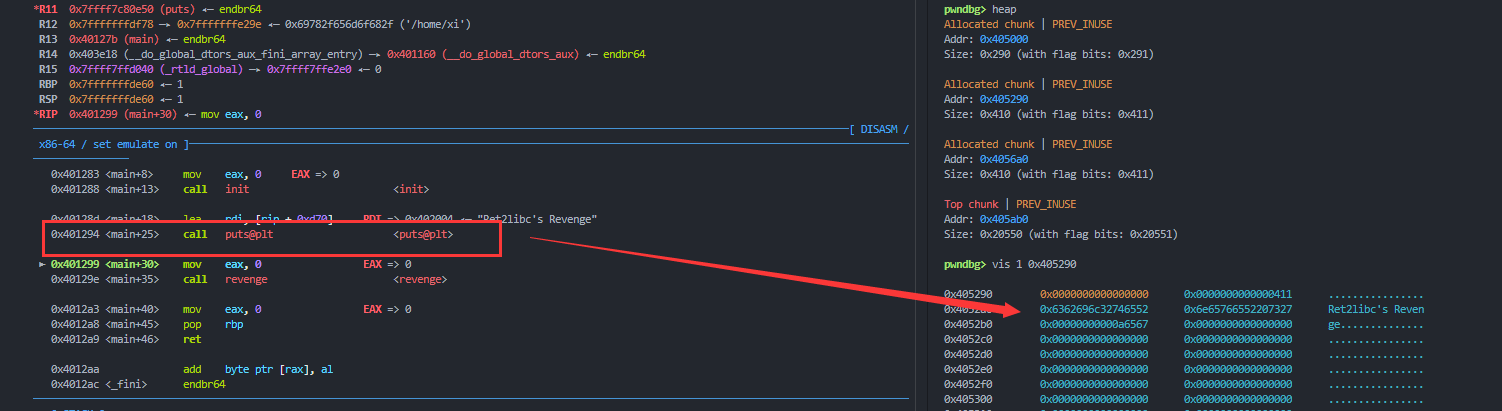 *R11  0x7ffff7c80e50 (puts) ◂— endbr64
R12  0x7fffffffdf78 —▸ 0x7fffffffe29e ◂— 0x69782f656d6f682f ('/home/xi')
R13  0x40127b (main) ◂— endbr64
R14  0x403e18 (__do_global_dtors_aux_fini_array_entry) —▸ 0x401160 (__do_global_dtors_aux) ◂— endbr64
R15  0x7ffff7ffd040 (_rtld_global) —▸ 0x7ffff7ffe2e0 ◂— 0
RBP  0x7fffffffde60 ◂— 1
RSP  0x7fffffffde60 ◂— 1
*RIP  0x401299 (main+30) ◂— mov eax, 0
[ DISASM /
x86-64 / set emulate on ]
0x401283 <main+8>      mov    eax, 0     EAX => 0
0x401288 <main+13>     call   init                        <init>
0x40128d <main+18>     lea    rdi, [rip + 0xd70]     RDI => 0x402004 ◂— "Ret2libc's Revenge"
0x401294 <main+25>     call   puts@plt                    <puts@plt>
► 0x401299 <main+30>     mov    eax, 0                 EAX => 0
0x40129e <main+35>     call   revenge                     <revenge>
0x4012a3 <main+40>     mov    eax, 0                 EAX => 0
0x4012a8 <main+45>     pop    rbp
0x4012a9 <main+46>     ret
0x4012aa               add    byte ptr [rax], al
0x4012ac <_fini>       endbr64
pwndbg> heap
Allocated chunk | PREV_INUSE
Addr: 0x405000
Size: 0x290 (with flag bits: 0x291)
Allocated chunk | PREV_INUSE
Addr: 0x405290
Size: 0x410 (with flag bits: 0x411)
Allocated chunk | PREV_INUSE
Addr: 0x4056a0
Size: 0x410 (with flag bits: 0x411)
Top chunk | PREV_INUSE
Addr: 0x405ab0
Size: 0x20550 (with flag bits: 0x20551)
pwndbg> vis 1 0x405290
0x405290  0x0000000000000000  0x0000000000000411  ................
0x6362696c32746552  0x6e65766552207327  Ret2libc's Reven
0x4052b0  0x00000000000a6567  0x0000000000000000  ge..............
0x4052c0  0x0000000000000000  0x0000000000000000  ................
0x4052d0  0x0000000000000000  0x0000000000000000  ................
0x4052e0  0x0000000000000000  0x0000000000000000  ................
0x4052f0  0x0000000000000000  0x0000000000000000  ................
0x405300  0x0000000000000000  0x0000000000000000  ................